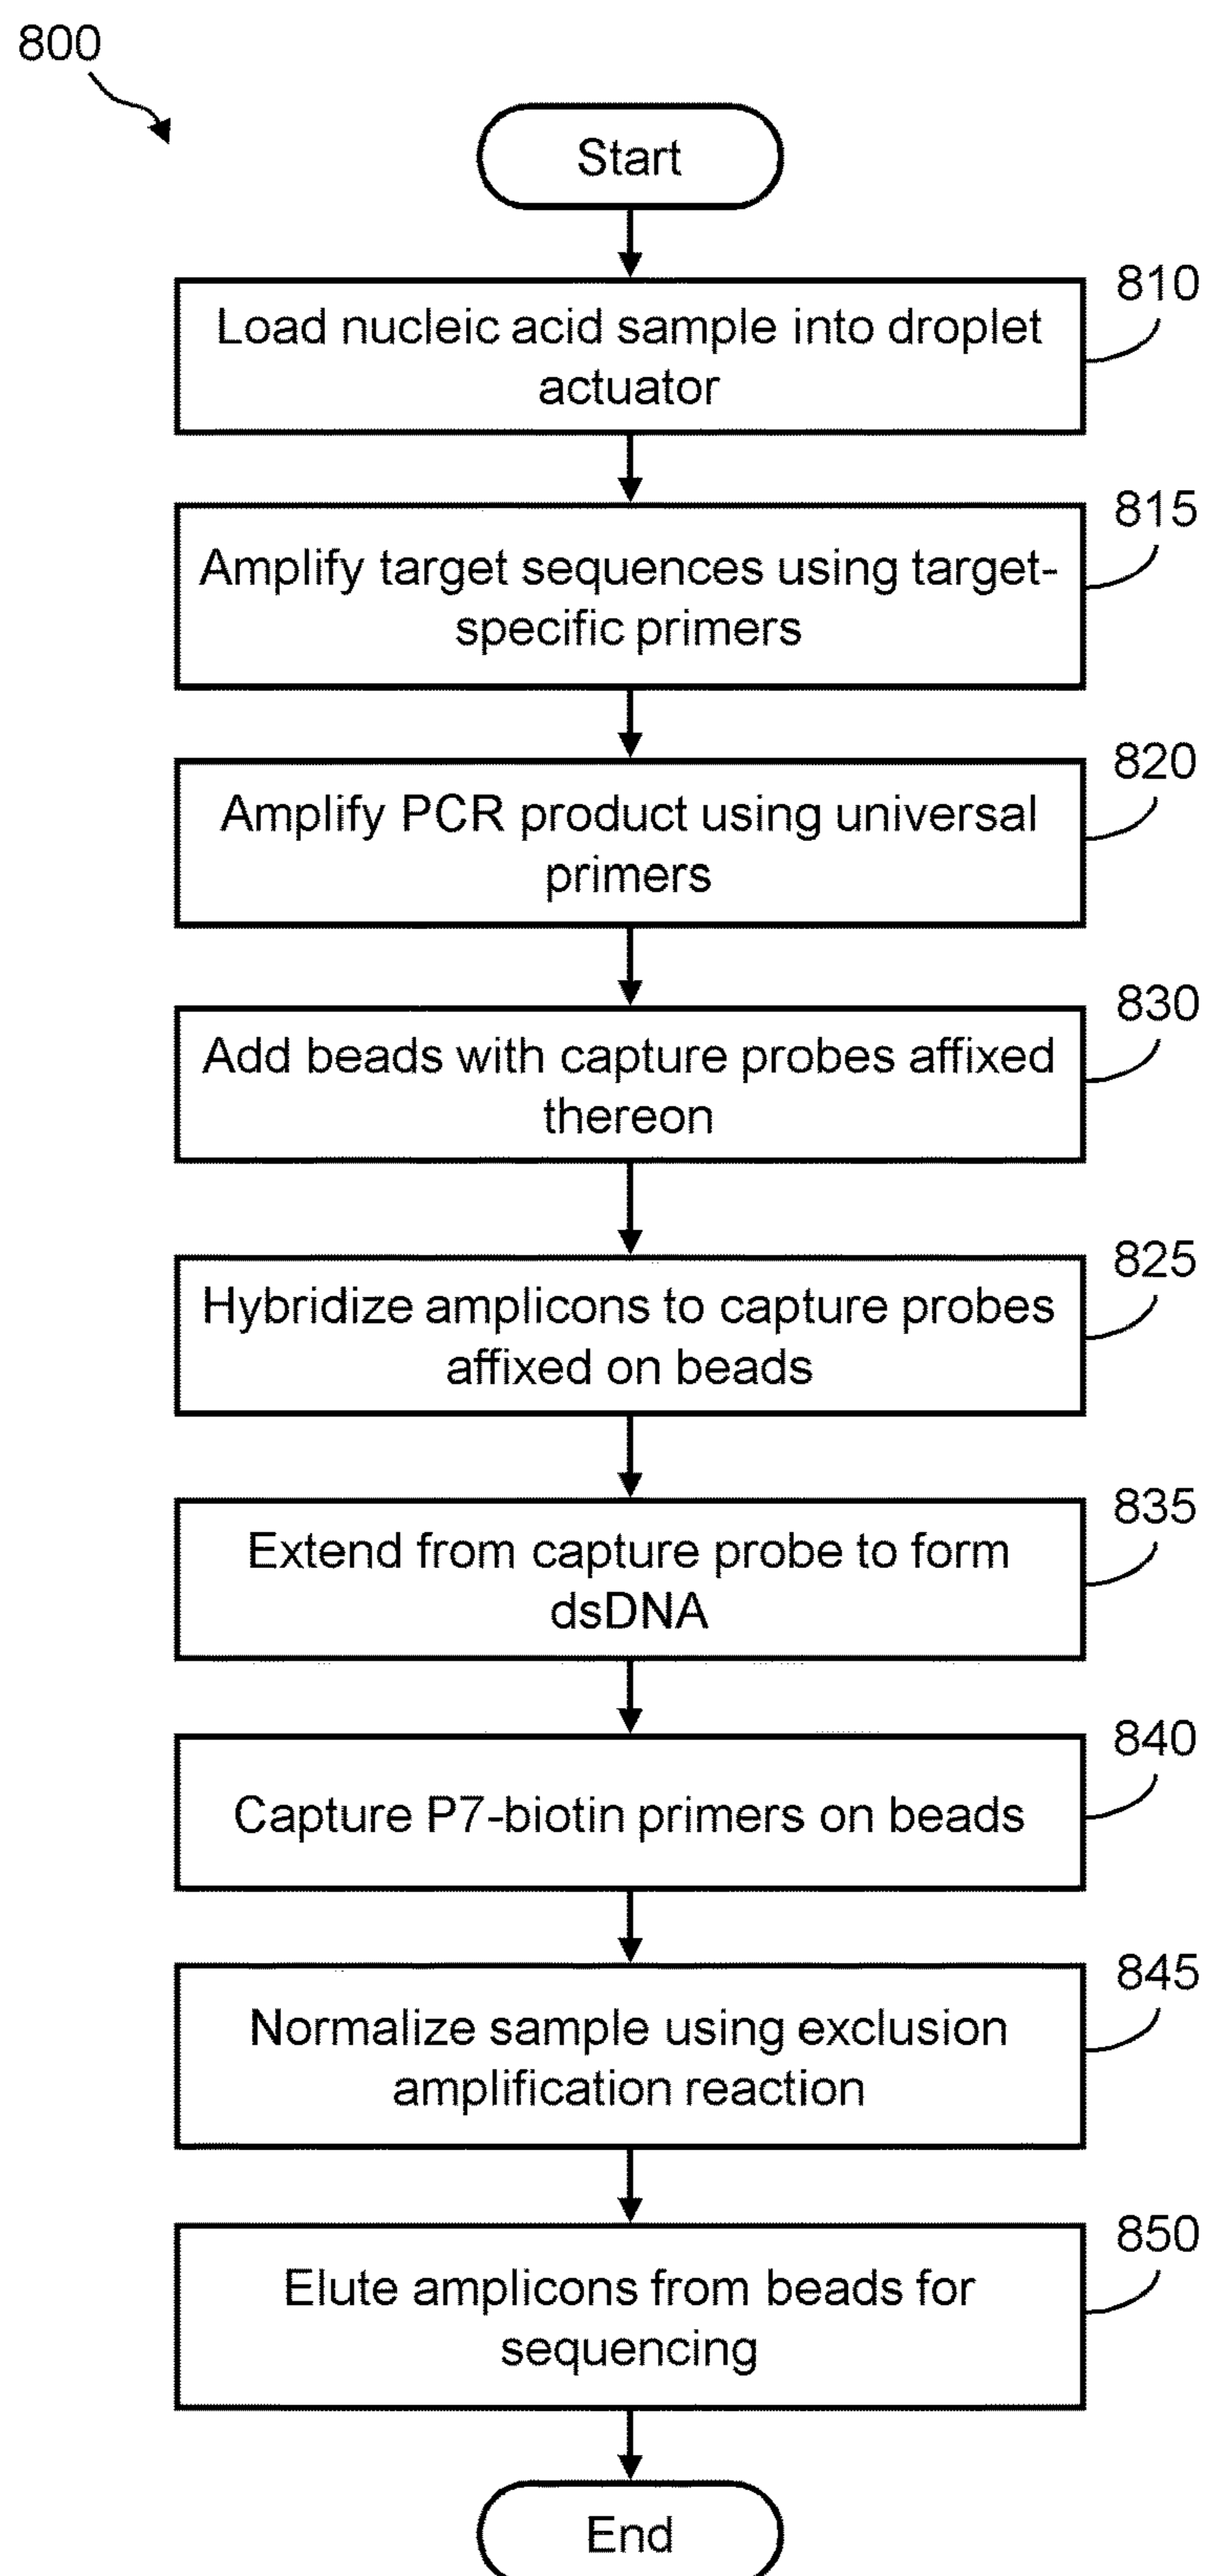 800
Start
810
Load nucleic acid sample into droplet
actuator
815
Amplify target sequences using target-
specific primers
820
Amplify PCR product using universal
primers
830
Add beads with capture probes affixed
thereon
825
Hybridize amplicons to capture probes
affixed on beads
835
Extend from capture probe to form
dsDNA
840
Capture P7-biotin primers on beads
845
Normalize sample using exclusion
amplification reaction
850
Elute amplicons from beads for
sequencing
End